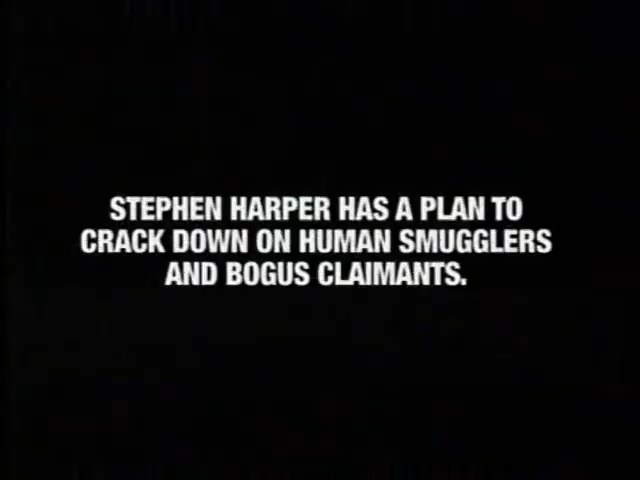 STEPHEN HARPER HAS A PLAN TO
CRACK DOWN ON HUMAN SMUGGLERS
AND BOGUS CLAIMANTS.